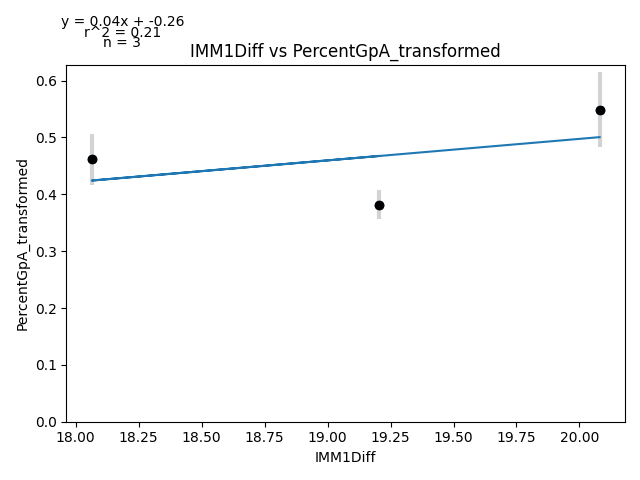 y = 0.04x + -0.26
r^2 = 0.21
n = 3
IMM1Diff vs PercentGpA_transformed
PercentGpA_transformed
0.6
0.5
0.4
0.3
0.2
0.1
0.0
18.00 18.25 18.50 18.75 19.00 19.25 19.50 19.75 20.00
IMM1Diff